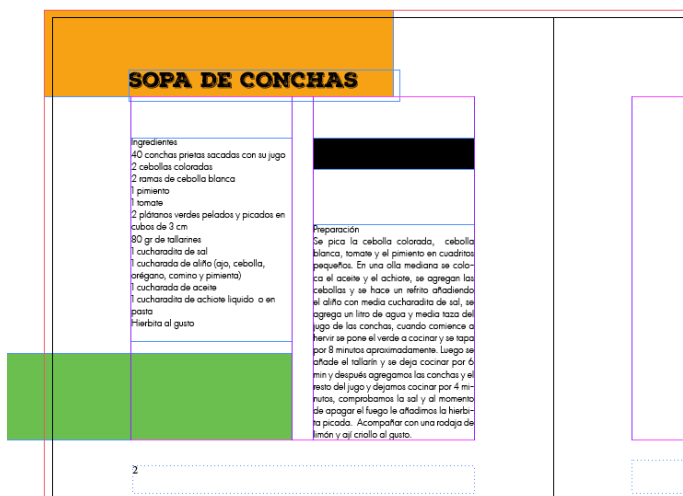 SOPA DE CONCHAS
Ingredientes
40 conchas prietas sacadas con su jugo
2 cebollas coloradas
2 ramas de cebolla blanca
1 pimiento
1 tomate
2 plátanos verdes pelados y picados en
cubos de 3 cm
80 gr de tallarines
1 cucharadita de sal
1 cucharada de aliño (ajo, cebolla,
orégano, comino y pimienta)
1 cucharada de aceite
1 cucharadita de achiote liquido o en
pasta
Hierbita al gusto
Preparación
Se pica la cebolla colorada, cebolla
blanca, tomate y el pimiento en cuadritos
pequeños. En una olla mediana se colo-
ca el aceite y el achiote, se agregan las
cebollas y se hace un refrito añadiendo
el aliño con media cucharadita de sal, se
agrega un litro de agua y media taza del
jugo de las conchas, cuando comience a
hervir se pone el verde a cocinar y se tapa
por 8 minutos aproximadamente. Luego se
añade el tallarín y se deja cocinar por 6
min y después agregamos las conchas y el
resto del jugo y dejamos cocinar por 4 mi-
nutos, comprobamos la sal y al momento
de apagar el fuego le añadimos la hierbi-
ta picada. Acompañar con una rodaja de
limón y ají criollo al gusto.
2